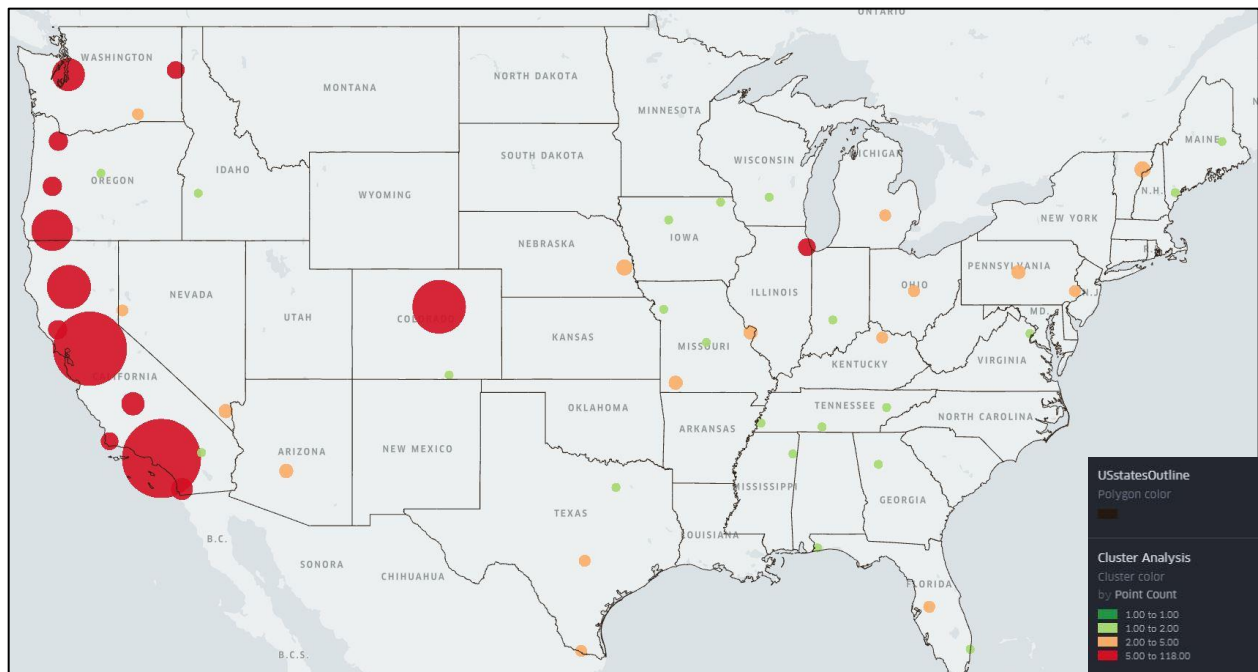 ONTARIO
WASHINGTON
MONTANA
NORTH DAKOTA
MINNESOTA
MAINE
SOUTH DAKOTA
WISCONSIN
MICHIGAN
OREGON
IDAHO
WYOMING
N.H.
NEW YORK
IOWA
NEBRASKA
PENNSYLVANIA
N.J.
NEVADA
UTAH
COLORADO
ILLINOIS
OHIO
MD.
KANSAS
MISSOURI
VIRGINIA
KENTUCKY
CALIFORNIA
TENNESSEE
NORTH CAROLINA
OKLAHOMA
ARKANSAS
ARIZONA
NEW MEXICO
MISSISSIPPI
GEORGIA
TEXAS
LOUISIANA
B.C.
SONORA
CHIHUAHUA
FLORIDA
B.C.S.
USstatesOutline
Polygon color
Cluster Analysis
Cluster color
by Point Count
1.00 to 1.00
1.00 to 2.00
2.00 to 5.00
5.00 to 118.00